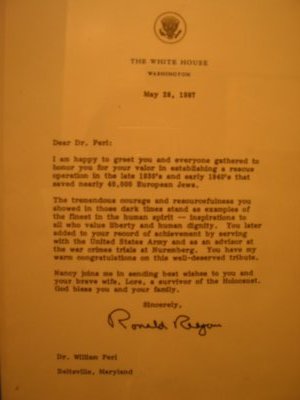 THE WHITE HOUSE
WASHINGTON
May 28, 1987
Dear Dr. Perl:
I am happy to greet you and everyone gathered to
honor you for your valor in establishing a rescue
operation in the late 1930's and early 1940's that
saved nearly 40,000 European Jews.
The tremendous courage and resourcefulness you
showed in those dark times stand as examples of
the finest in the human spirit -- inspirations to
all who value liberty and human dignity. You later
added to your record of achievement by serving
with the United States Army and as an advisor at
the war crimes trials at Nuremberg. You have my
warm congratulations on this well-deserved tribute.
Nancy joins me in sending best wishes to you and
your brave wife, Lore, a survivor of the Holocaust.
God bless you and your family.
Sincerely,
Ronald Reagan
Dr. William Perl
Beltsville, Maryland